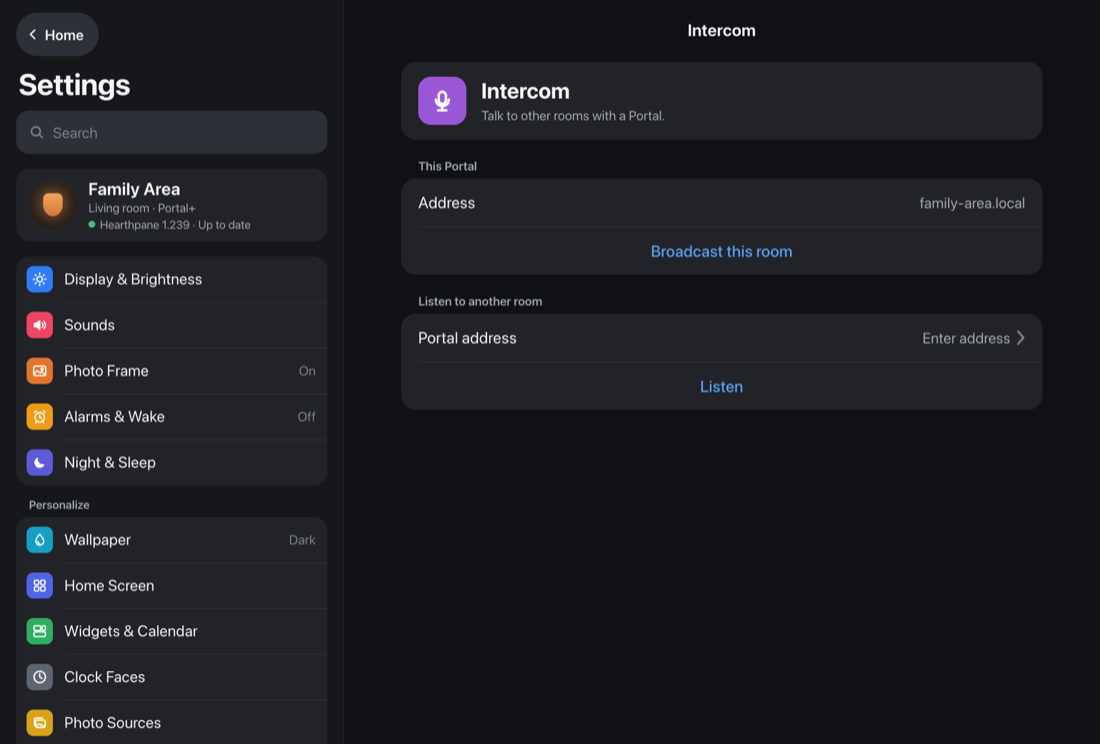 Home
Settings
Search
Family Area
Living room · Portal+
Hearthpane 1.239 · Up to date
Display & Brightness
Sounds
Photo Frame On
Alarms & Wake Off
Night & Sleep
Personalize
Wallpaper Dark
Home Screen
Widgets & Calendar
Clock Faces
Photo Sources
Intercom
Intercom
Talk to other rooms with a Portal.
This Portal
Address family-area.local
Broadcast this room
Listen to another room
Portal address Enter address
Listen